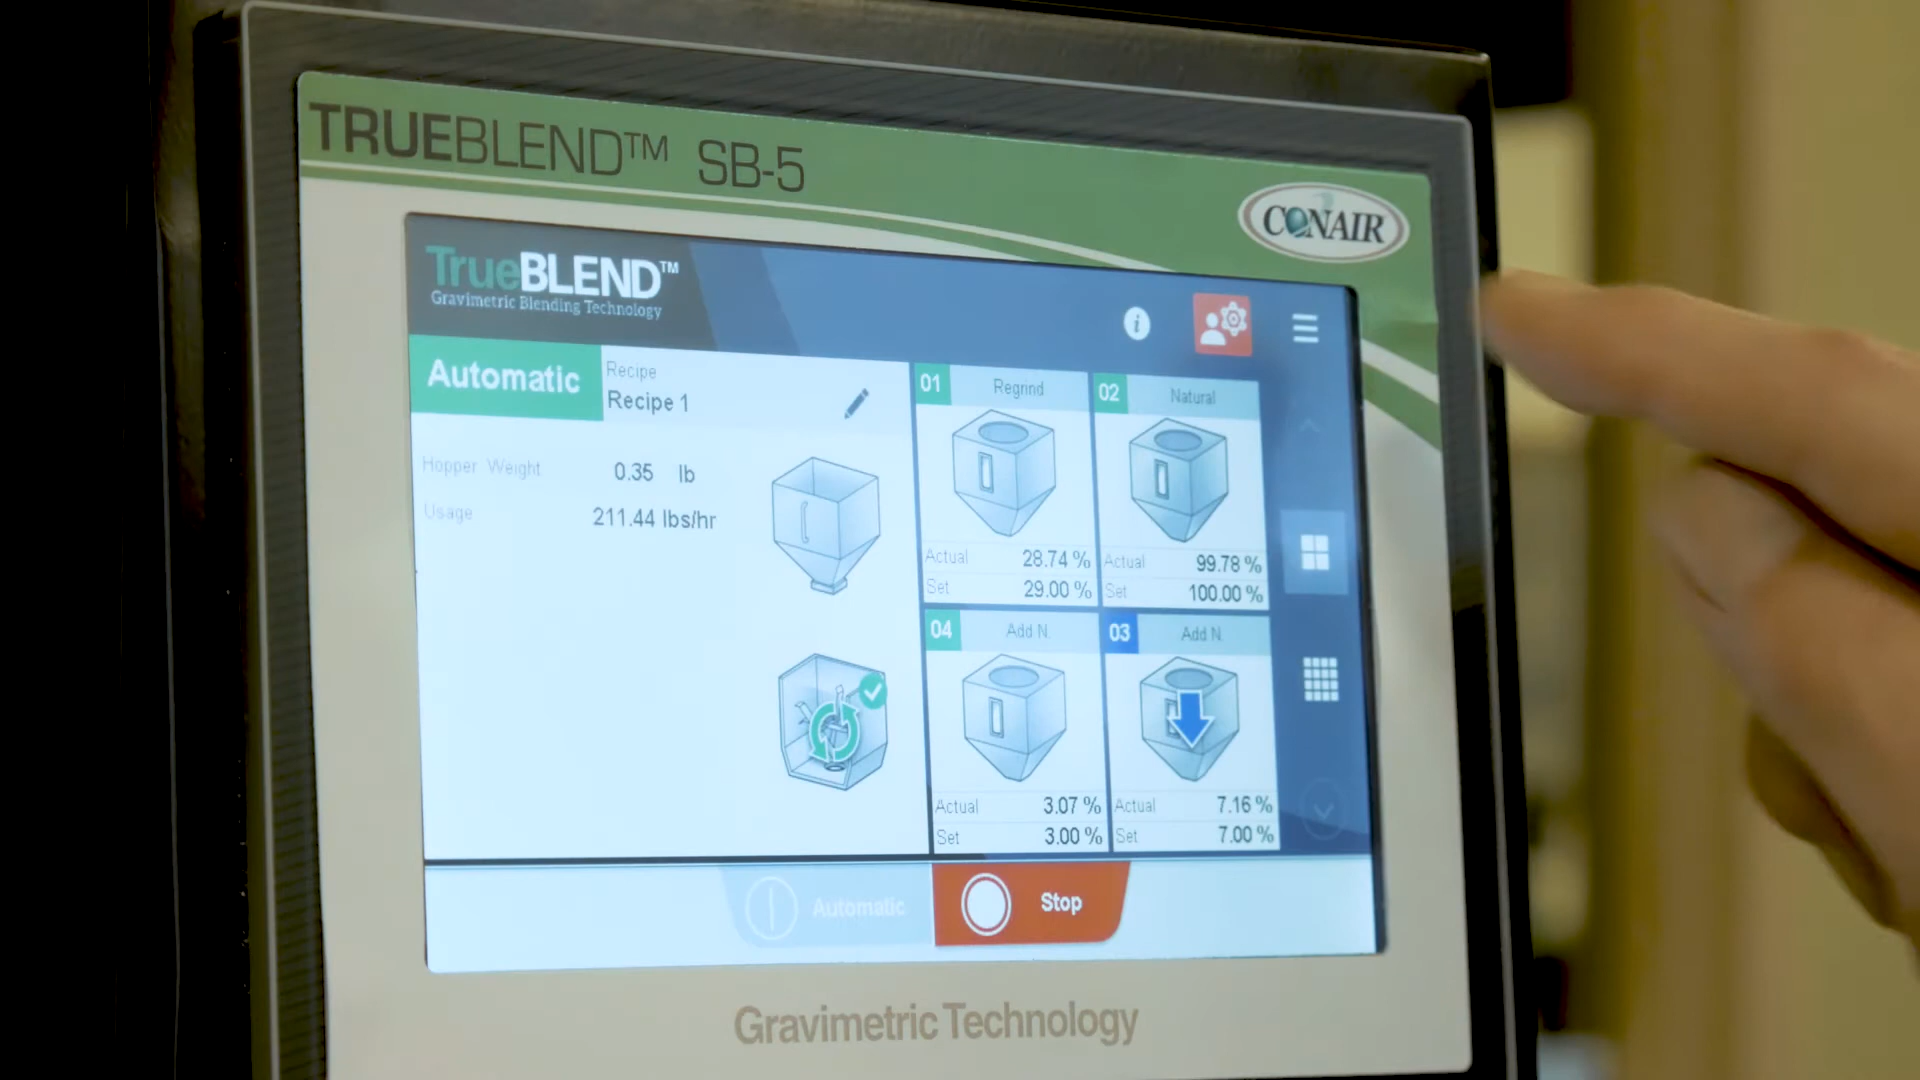 TRUEBLEND™ SB-5
CONAIR
TrueBLEND™
Gravimetric Blending Technology
i
Automatic
Recipe
Recipe 1
Hopper Weight 0.35 lb
Usage 211.44 lbs/hr
01 Regrind
Actual 28.74 %
Set 29.00 %
02 Natural
Actual 99.78 %
Set 100.00 %
04 Add N.
Actual 3.07 %
Set 3.00 %
03 Add N.
Actual 7.16 %
Set 7.00 %
Automatic
Stop
Gravimetric Technology